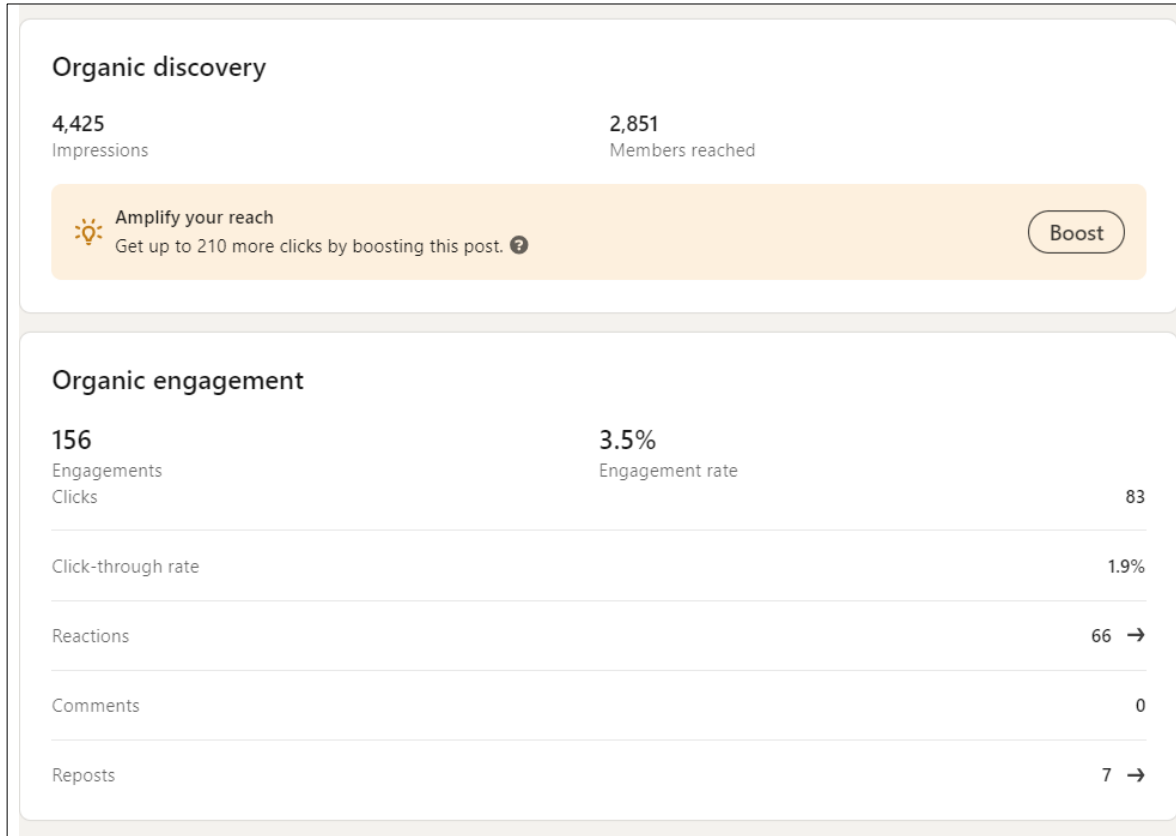 Organic discovery
4,425
Impressions
2,851
Members reached
Amplify your reach
Get up to 210 more clicks by boosting this post. ?
Boost
Organic engagement
156
Engagements
3.5%
Engagement rate
Clicks 83
Click-through rate 1.9%
Reactions 66 →
Comments 0
Reposts 7 →